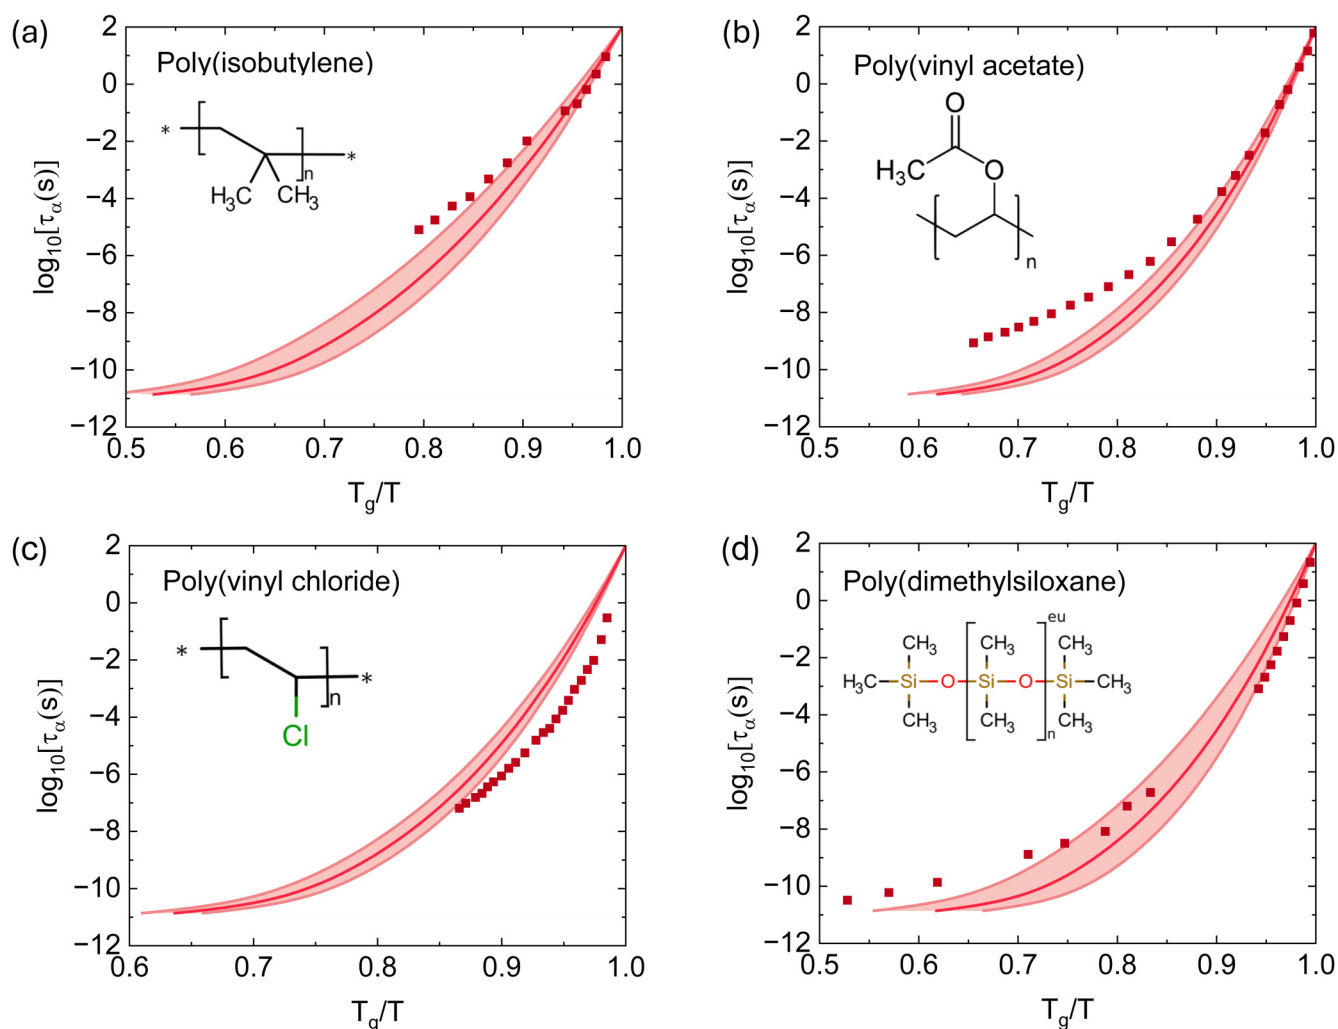 (a)
2
0
−2
−4
−6
−8
−10
−12
log10[τα(s)]
Poly(isobutylene)
*
n
*
H3C
CH3
0.5 0.6 0.7 0.8 0.9 1.0
Tg/T
(b)
2
0
−2
−4
−6
−8
−10
−12
log10[τα(s)]
Poly(vinyl acetate)
O
H3C
O
n
0.5 0.6 0.7 0.8 0.9 1.0
Tg/T
(c)
2
0
−2
−4
−6
−8
−10
−12
log10[τα(s)]
Poly(vinyl chloride)
*
n
*
Cl
0.6 0.7 0.8 0.9 1.0
Tg/T
(d)
2
0
−2
−4
−6
−8
−10
−12
log10[τα(s)]
Poly(dimethylsiloxane)
eu
CH3 CH3 CH3
H3C Si O Si O Si CH3
CH3 CH3 CH3
n
0.5 0.6 0.7 0.8 0.9 1.0
Tg/T